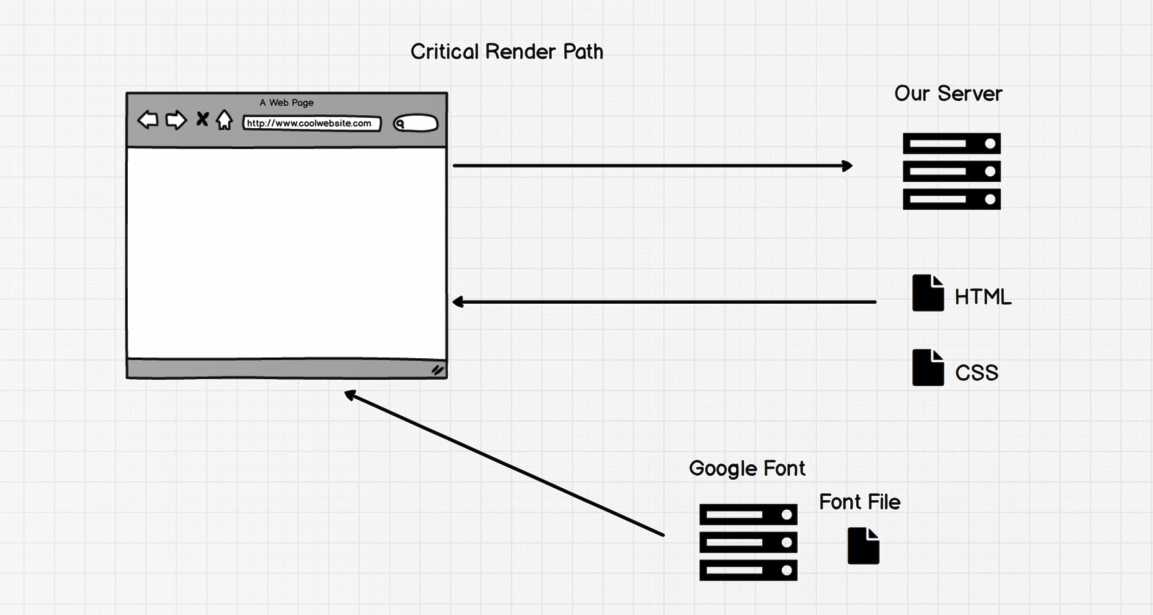 Critical Render Path
A Web Page
http://www.coolwebsite.com
Our Server
HTML
CSS
Google Font
Font File